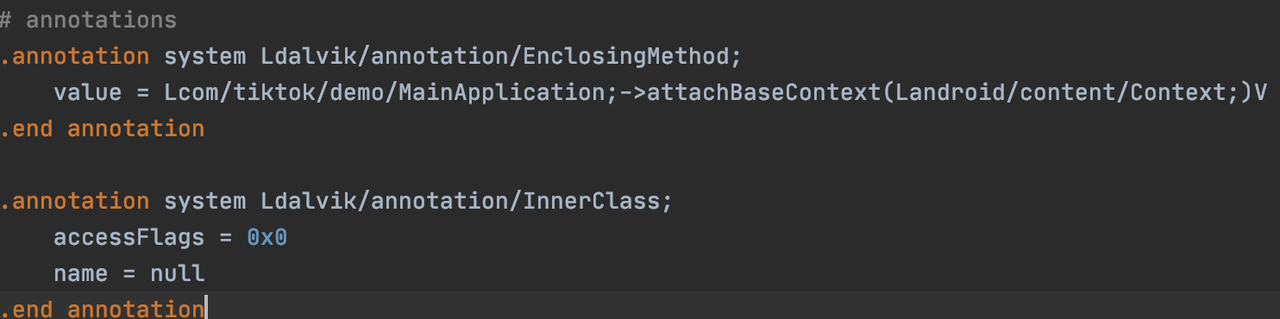 # annotations
.annotation system Ldalvik/annotation/EnclosingMethod;
    value = Lcom/tiktok/demo/MainApplication;->attachBaseContext(Landroid/content/Context;)V
.end annotation

.annotation system Ldalvik/annotation/InnerClass;
    accessFlags = 0x0
    name = null
.end annotation